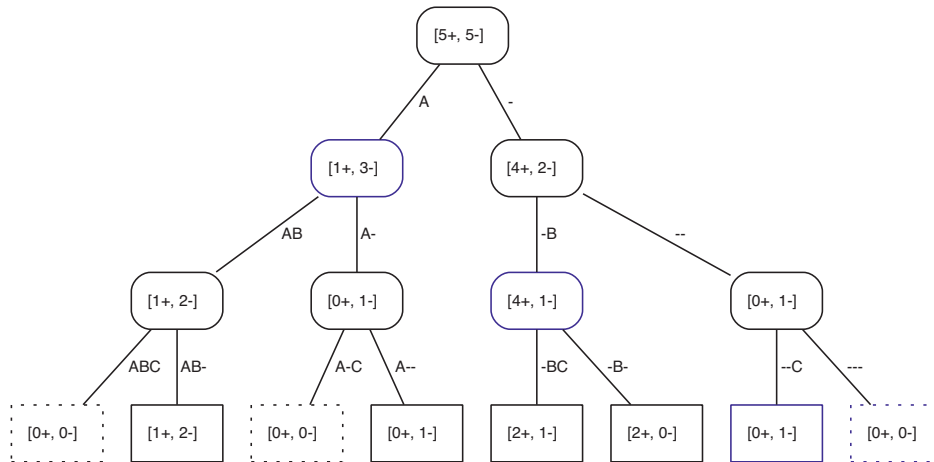 [5+, 5-]
A
-
[1+, 3-]
[4+, 2-]
AB
A-
-B
--
[1+, 2-]
[0+, 1-]
[4+, 1-]
[0+, 1-]
ABC
AB-
A-C
A--
-BC
-B-
--C
---
[0+, 0-]
[1+, 2-]
[0+, 0-]
[0+, 1-]
[2+, 1-]
[2+, 0-]
[0+, 1-]
[0+, 0-]